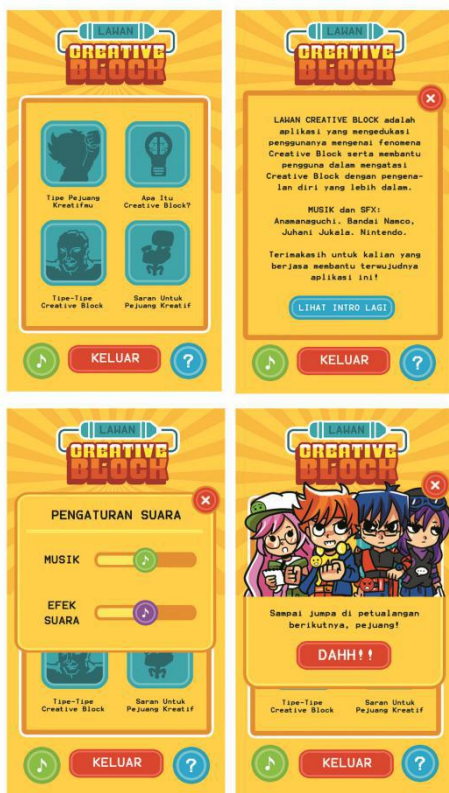 LAWAN
CREATIVE
BLOCK
Tipe Pejuang
Kreatifmu
Apa Itu
Creative Block?
Tipe-Tipe
Creative Block
Saran Untuk
Pejuang Kreatif
KELUAR
?
LAWAN
CREATIVE
BLOCK
LAWAN CREATIVE BLOCK adalah
aplikasi yang mengedukasi
penggunanya mengenai fenomena
Creative Block serta membantu
pengguna dalam mengatasi
Creative Block dengan pengena-
lan diri yang lebih dalam.
MUSIK dan SFX:
Anamanaguchi. Bandai Namco,
Juhani Jukala. Nintendo.
Terimakasih untuk kalian yang
berjasa membantu terwujudnya
aplikasi ini!
LIHAT INTRO LAGI
KELUAR
?
LAWAN
CREATIVE
BLOCK
PENGATURAN SUARA
MUSIK
EFEK
SUARA
Tipe-Tipe
Creative Block
Saran Untuk
Pejuang Kreatif
KELUAR
?
LAWAN
CREATIVE
BLOCK
Sampai jumpa di petualangan
berikutnya, pejuang!
DAHH!!
Tipe-Tipe
Creative Block
Saran Untuk
Pejuang Kreatif
KELUAR
?